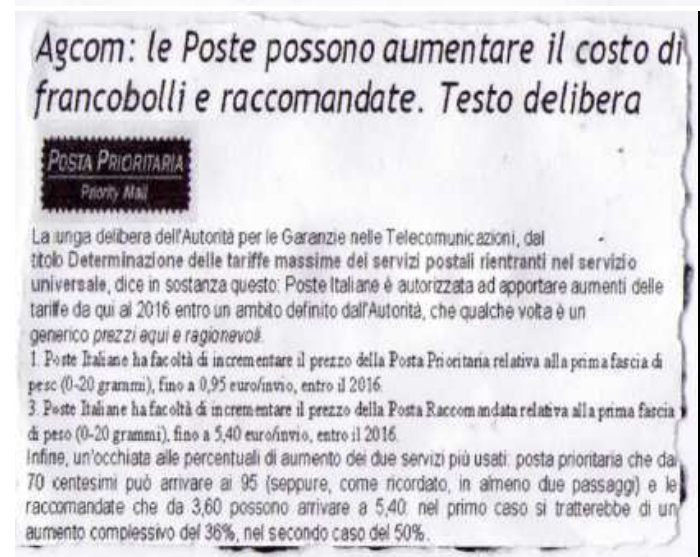 Agcom: le Poste possono aumentare il costo di
francobolli e raccomandate. Testo delibera
POSTA PRIORITARIA
Priority Mail
La lunga delibera dell'Autorità per le Garanzie nelle Telecomunicazioni, dal
titolo Determinazione delle tariffe massime dei servizi postali rientranti nel servizio
universale, dice in sostanza questo: Poste Italiane è autorizzata ad apportare aumenti delle
tariffe da qui al 2016 entro un ambito definito dall'Autorità, che qualche volta è un
generico prezzi equi e ragionevoli.
1. Poste Italiane ha facoltà di incrementare il prezzo della Posta Prioritaria relativa alla prima fascia di
peso (0-20 grammi), fino a 0,95 euro/invio, entro il 2016.
3. Poste Italiane ha facoltà di incrementare il prezzo della Posta Raccomandata relativa alla prima fascia
di peso (0-20 grammi), fino a 5,40 euro/invio, entro il 2016.
Infine, un'occhiata alle percentuali di aumento dei due servizi più usati: posta prioritaria che dai
70 centesimi può arrivare ai 95 (seppure, come ricordato, in almeno due passaggi) e le
raccomandate che da 3,60 possono arrivare a 5,40: nel primo caso si tratterebbe di un
aumento complessivo del 36%, nel secondo caso del 50%.